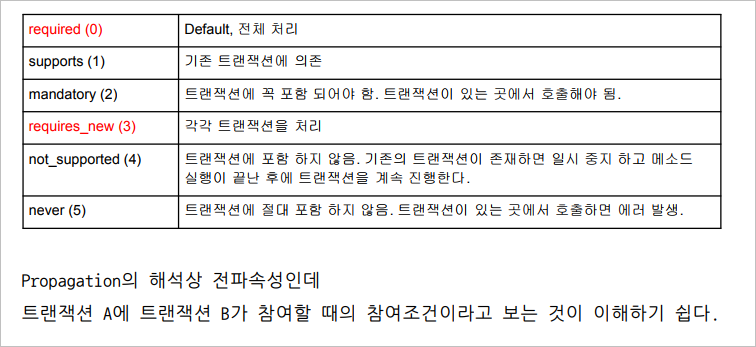 required (0) Default, 전체 처리
supports (1) 기존 트랜잭션에 의존
mandatory (2) 트랜잭션에 꼭 포함 되어야 함. 트랜잭션이 있는 곳에서 호출해야 됨.
requires_new (3) 각각 트랜잭션을 처리
not_supported (4) 트랜잭션에 포함 하지 않음. 기존의 트랜잭션이 존재하면 일시 중지 하고 메소드
실행이 끝난 후에 트랜잭션을 계속 진행한다.
never (5) 트랜잭션에 절대 포함 하지 않음. 트랜잭션이 있는 곳에서 호출하면 에러 발생.
Propagation의 해석상 전파속성인데
트랜잭션 A에 트랜잭션 B가 참여할 때의 참여조건이라고 보는 것이 이해하기 쉽다.